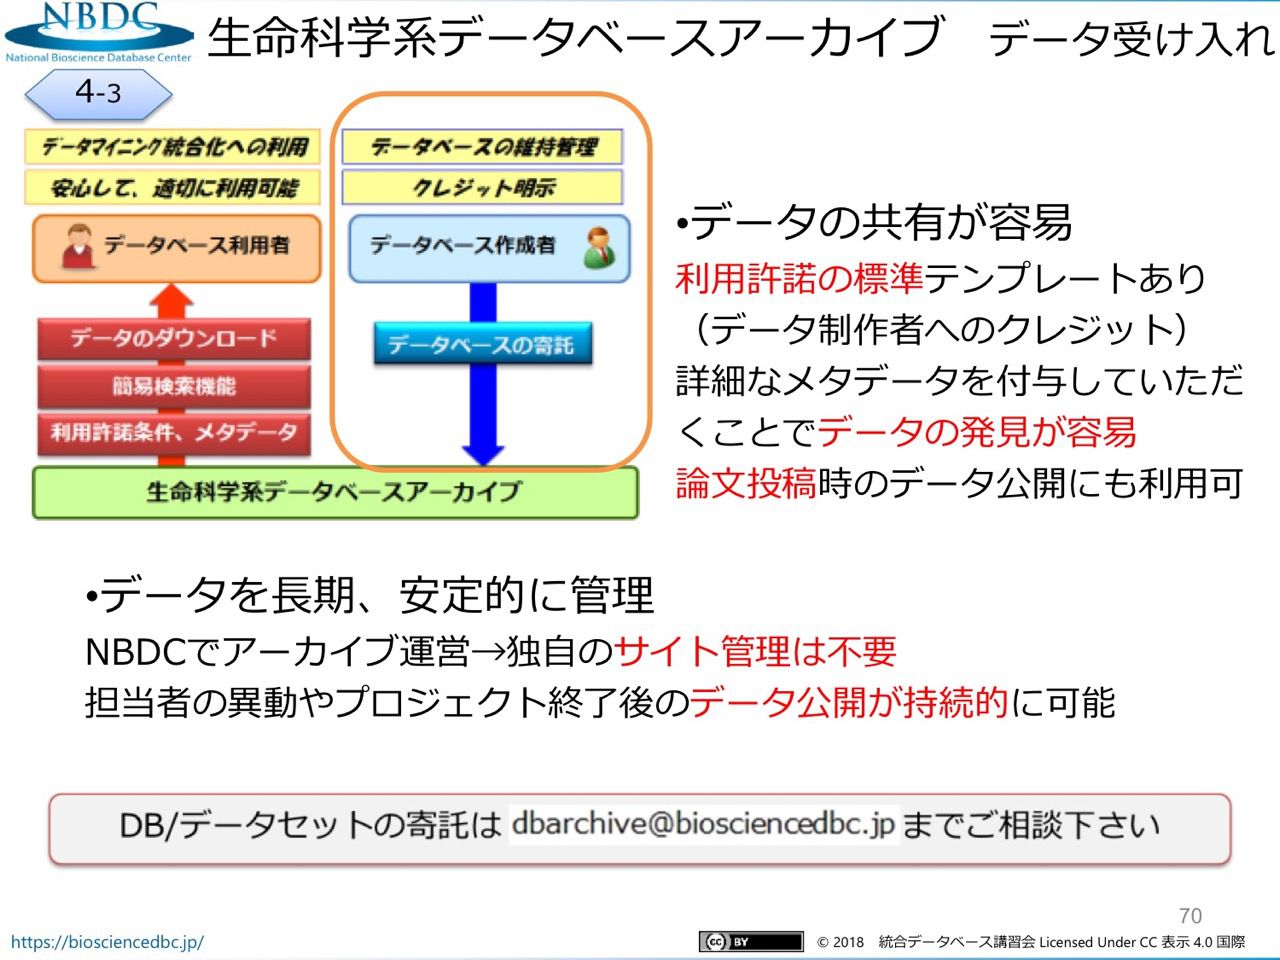 NBDC
National Bioscience Database Center
生命科学系データベースアーカイブ　データ受け入れ
4-3
データマイニング統合化への利用
安心して、適切に利用可能
データベース利用者
データのダウンロード
簡易検索機能
利用許諾条件、メタデータ
データベースの維持管理
クレジット明示
データベース作成者
データベースの寄託
生命科学系データベースアーカイブ
•データの共有が容易
利用許諾の標準テンプレートあり
（データ制作者へのクレジット）
詳細なメタデータを付与していただ
くことでデータの発見が容易
論文投稿時のデータ公開にも利用可
•データを長期、安定的に管理
NBDCでアーカイブ運営→独自のサイト管理は不要
担当者の異動やプロジェクト終了後のデータ公開が持続的に可能
DB/データセットの寄託は dbarchive@biosciencedbc.jp までご相談下さい
70
https://biosciencedbc.jp/
cc BY
© 2018　統合データベース講習会 Licensed Under CC 表示 4.0 国際